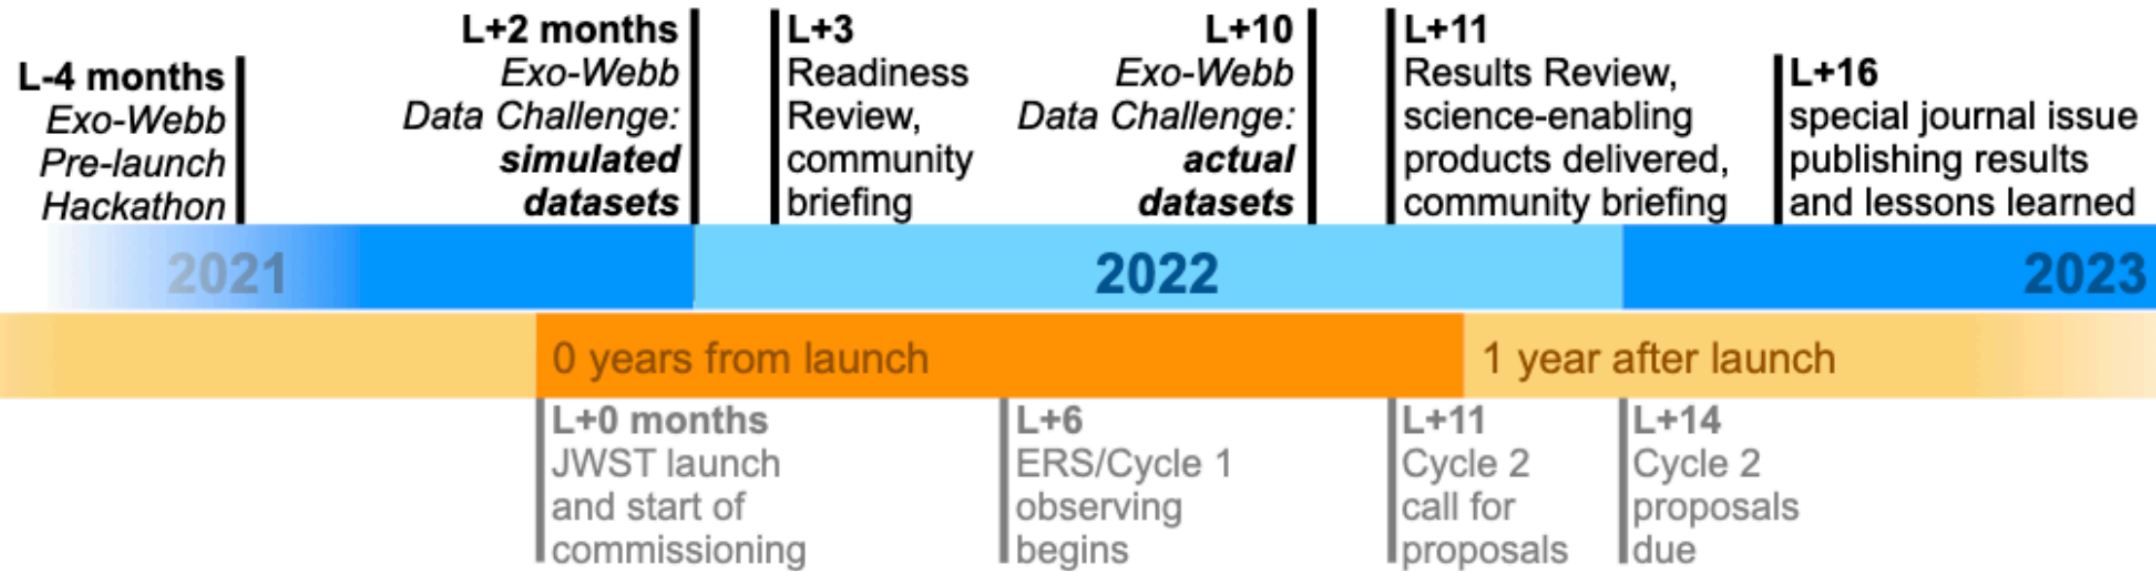 L-4 months
Exo-Webb
Pre-launch
Hackathon
L+2 months
Exo-Webb
Data Challenge:
simulated
datasets
L+3
Readiness
Review,
community
briefing
L+10
Exo-Webb
Data Challenge:
actual
datasets
L+11
Results Review,
science-enabling
products delivered,
community briefing
L+16
special journal issue
publishing results
and lessons learned
2021
2022
2023
0 years from launch
1 year after launch
L+0 months
JWST launch
and start of
commissioning
L+6
ERS/Cycle 1
observing
begins
L+11
Cycle 2
call for
proposals
L+14
Cycle 2
proposals
due